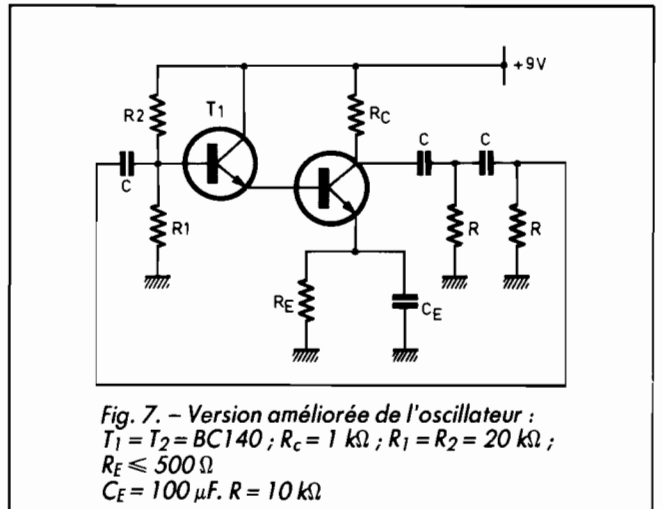 +9V
R2
T1
RC
C
C
C
R1
R
R
RE
CE
Fig. 7. – Version améliorée de l'oscillateur :
T1 = T2 = BC140 ; Rc = 1 kΩ ; R1 = R2 = 20 kΩ ;
RE ⩽ 500 Ω
CE = 100 μF. R = 10 kΩ